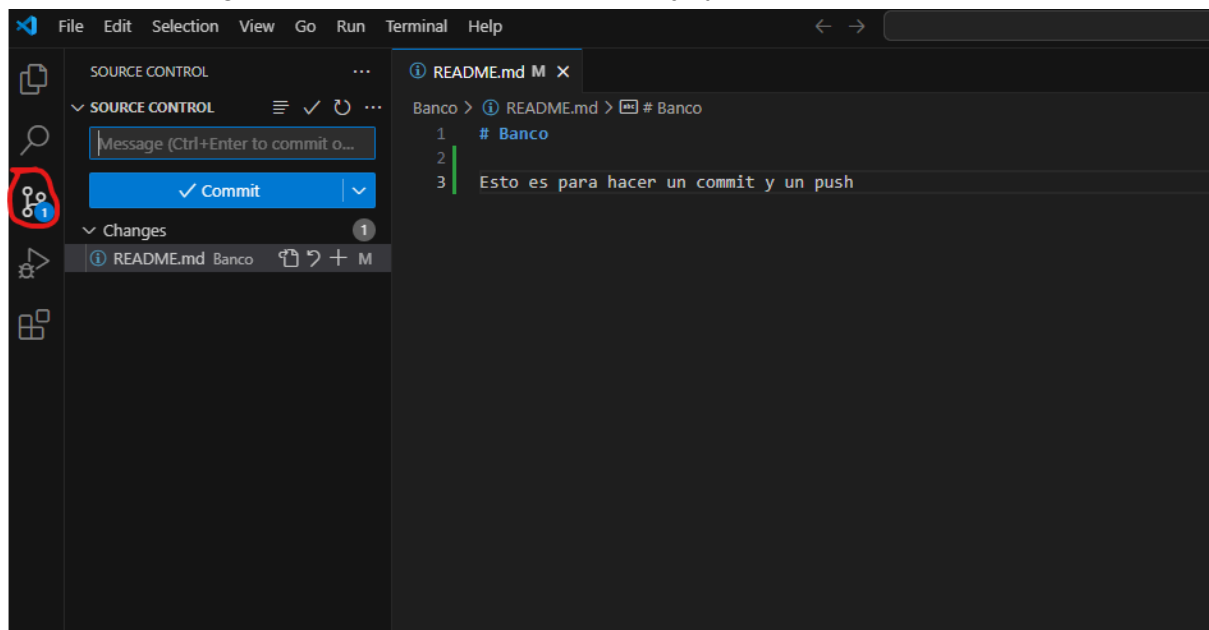 File Edit Selection View Go Run Terminal Help
SOURCE CONTROL
SOURCE CONTROL
Message (Ctrl+Enter to commit o...
Commit
Changes 1
README.md Banco M
1
README.md M
Banco > README.md > # Banco
1 # Banco
2
3 Esto es para hacer un commit y un push